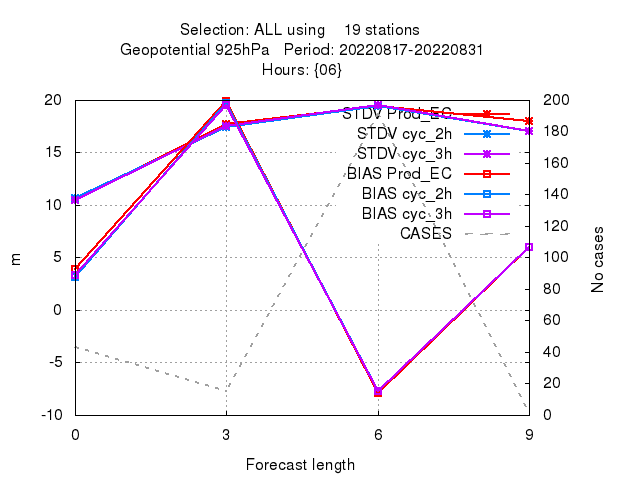 Selection: ALL using    19 stations
Geopotential 925hPa   Period: 20220817-20220831
Hours: {06}
20
15
10
5
0
-5
-10
m
200
180
160
140
120
100
80
60
40
20
0
No cases
STDV Prod_EC
STDV cyc_2h
STDV cyc_3h
BIAS Prod_EC
BIAS cyc_2h
BIAS cyc_3h
CASES
0 3 6 9
Forecast length